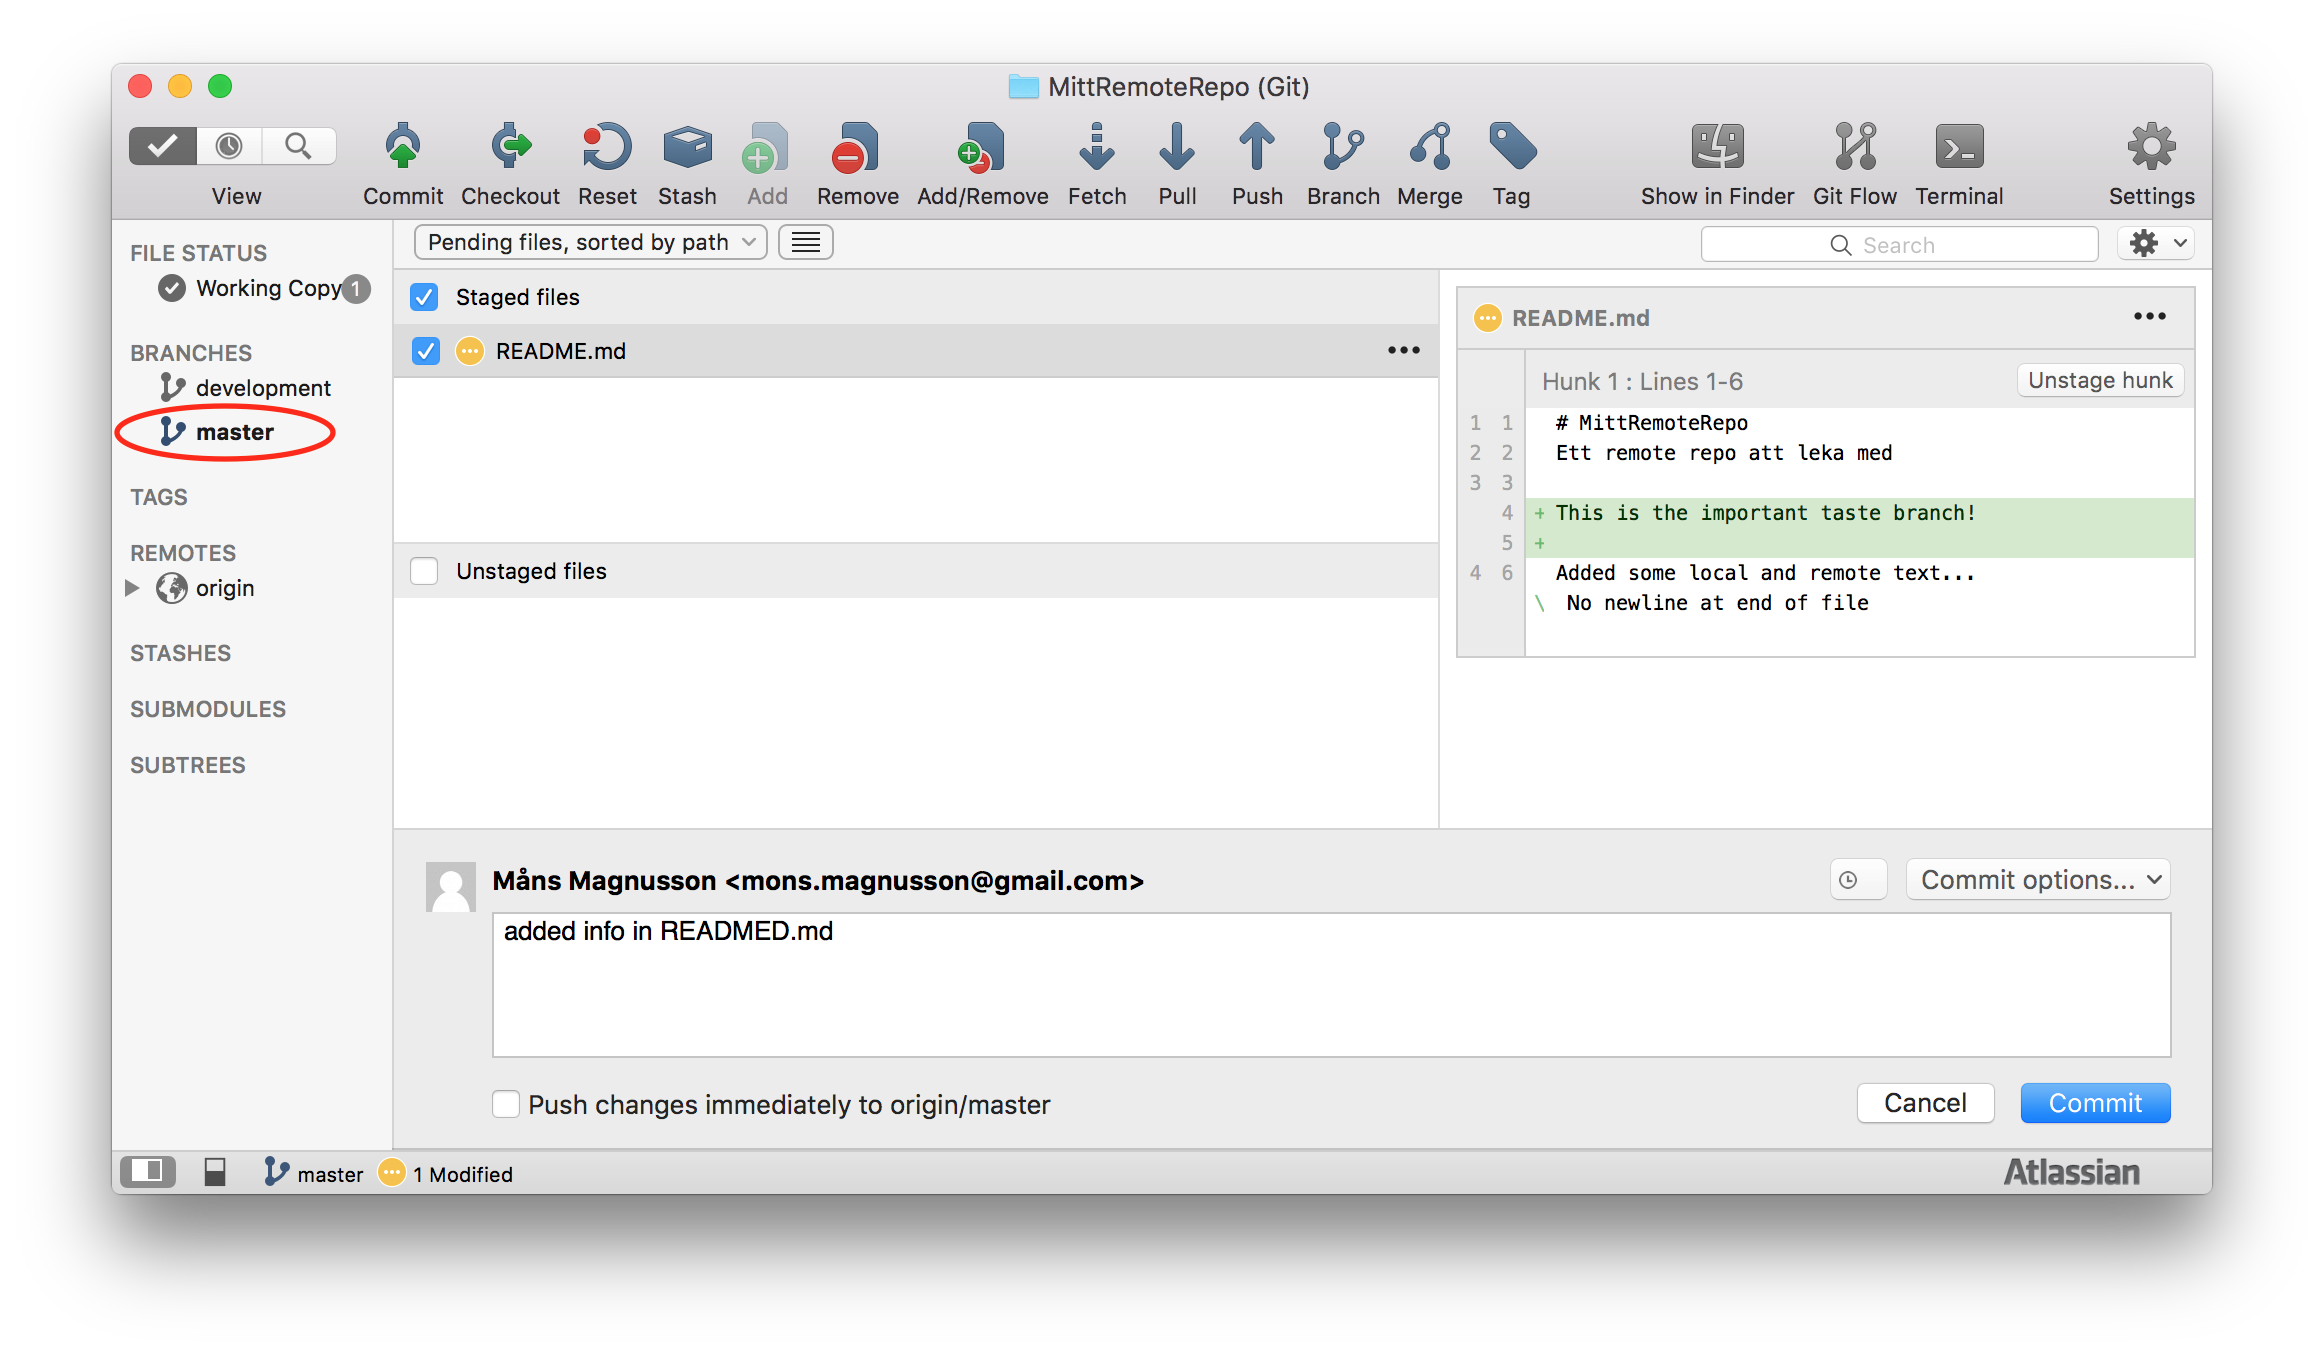 MittRemoteRepo (Git)
View Commit Checkout Reset Stash Add Remove Add/Remove Fetch Pull Push Branch Merge Tag Show in Finder Git Flow Terminal Settings
FILE STATUS
Working Copy 1
BRANCHES
development
master
TAGS
REMOTES
origin
STASHES
SUBMODULES
SUBTREES
Pending files, sorted by path
Search
Staged files
README.md
Unstaged files
README.md
Hunk 1 : Lines 1-6
Unstage hunk
1 1 # MittRemoteRepo
2 2 Ett remote repo att leka med
3 3
4 + This is the important taste branch!
5 +
4 6 Added some local and remote text...
\ No newline at end of file
Måns Magnusson <mons.magnusson@gmail.com>
Commit options...
added info in READMED.md
Push changes immediately to origin/master
Cancel
Commit
master 1 Modified
Atlassian